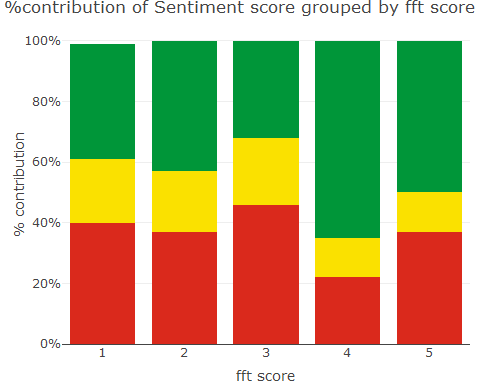 %contribution of Sentiment score grouped by fft score
100%
80%
60%
40%
20%
0%
% contribution
1 2 3 4 5
fft score